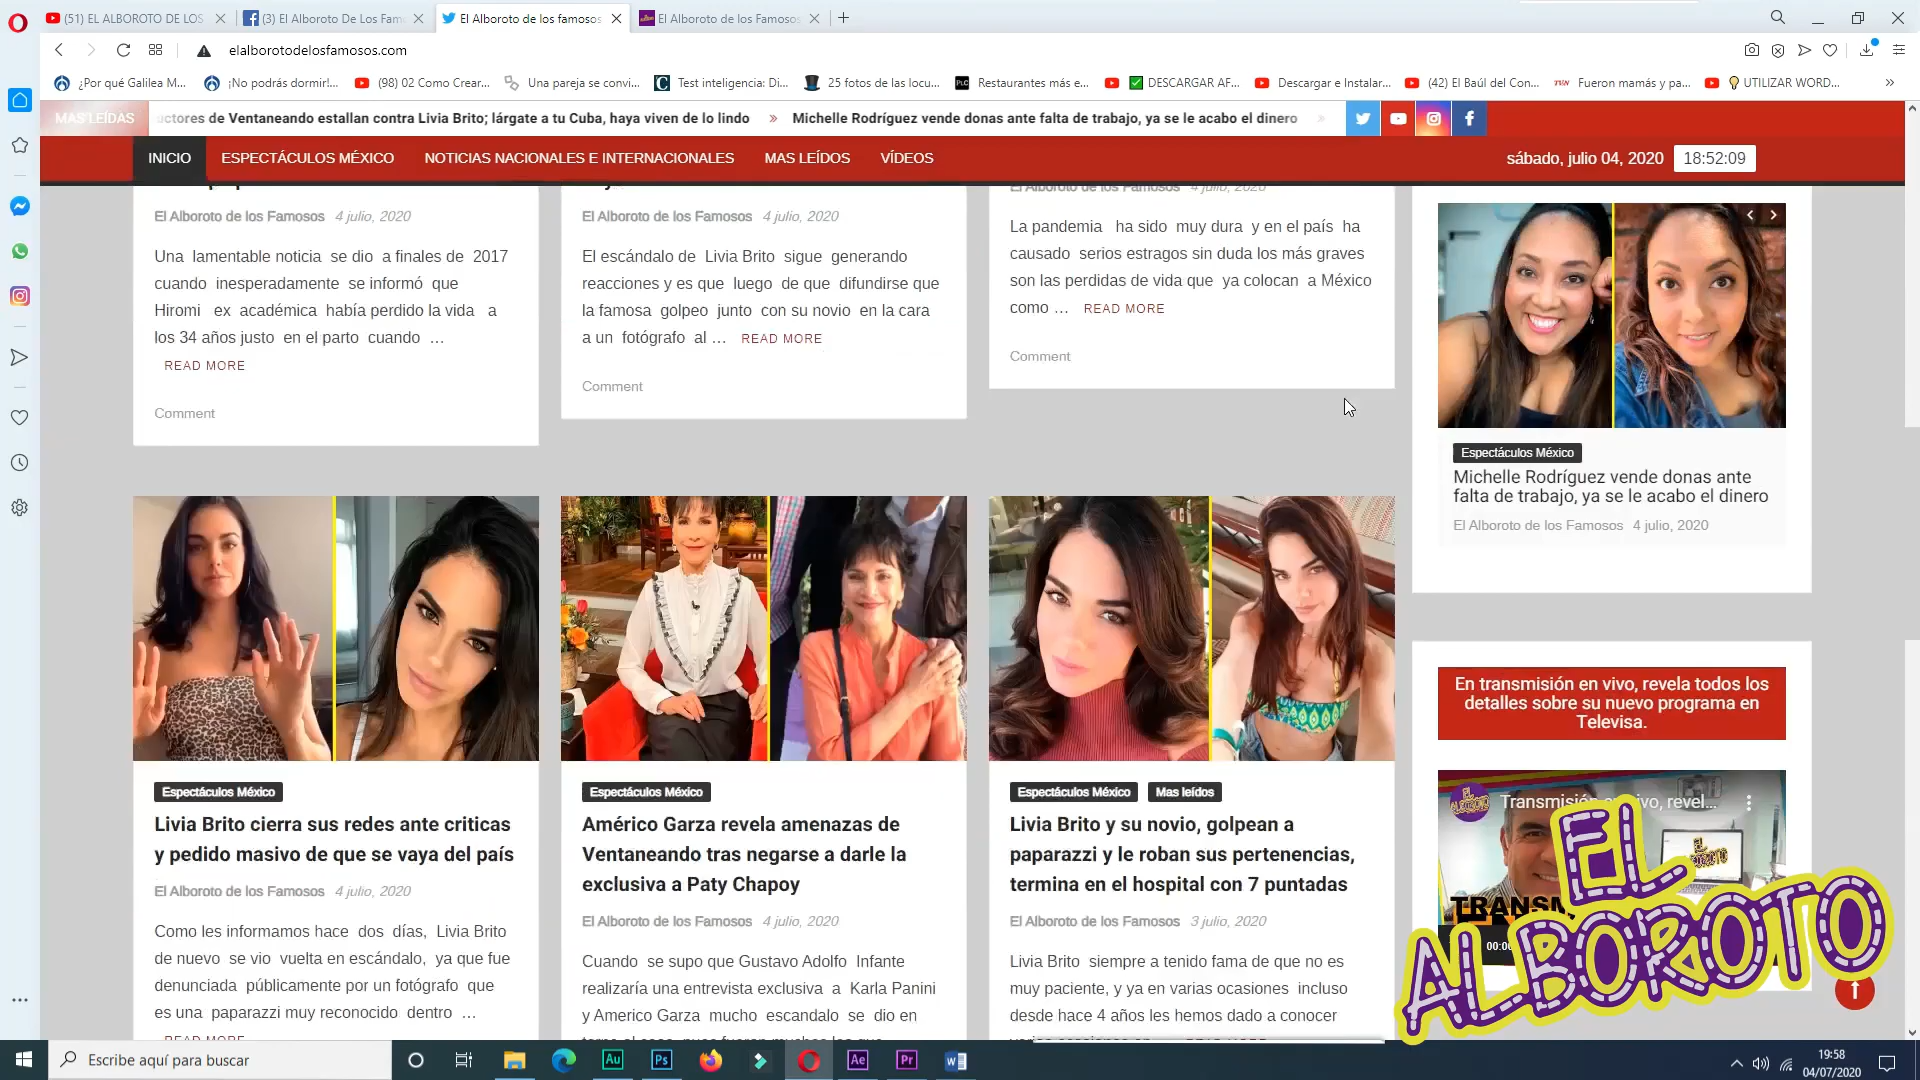 (51) EL ALBOROTO DE LOS
(3) El Alboroto De Los Fam
El Alboroto de los famosos
El Alboroto de los Famosos
elalborotodelosfamosos.com
¿Por qué Galilea M...
¡No podrás dormir!...
(98) 02 Como Crear...
Una pareja se convi...
Test inteligencia: Di...
25 fotos de las locu...
Restaurantes más e...
DESCARGAR AF...
Descargar e Instalar...
(42) El Baúl del Con...
Fueron mamás y pa...
UTILIZAR WORD...
MAS LEÍDAS
uctores de Ventaneando estallan contra Livia Brito; lárgate a tu Cuba, haya viven de lo lindo » Michelle Rodríguez vende donas ante falta de trabajo, ya se le acabo el dinero »
INICIO ESPECTÁCULOS MÉXICO NOTICIAS NACIONALES E INTERNACIONALES MAS LEÍDOS VÍDEOS
sábado, julio 04, 2020 18:52:09
El Alboroto de los Famosos 4 julio, 2020
Una lamentable noticia se dio a finales de 2017
cuando inesperadamente se informó que
Hiromi ex académica había perdido la vida a
los 34 años justo en el parto cuando …
READ MORE
Comment
El Alboroto de los Famosos 4 julio, 2020
El escándalo de Livia Brito sigue generando
reacciones y es que luego de que difundirse que
la famosa golpeo junto con su novio en la cara
a un fotógrafo al … READ MORE
Comment
El Alboroto de los Famosos 4 julio, 2020
La pandemia ha sido muy dura y en el país ha
causado serios estragos sin duda los más graves
son las perdidas de vida que ya colocan a México
como … READ MORE
Comment
Espectáculos México
Michelle Rodríguez vende donas ante
falta de trabajo, ya se le acabo el dinero
El Alboroto de los Famosos 4 julio, 2020
Espectáculos México
Livia Brito cierra sus redes ante criticas
y pedido masivo de que se vaya del país
El Alboroto de los Famosos 4 julio, 2020
Como les informamos hace dos días, Livia Brito
de nuevo se vio vuelta en escándalo, ya que fue
denunciada públicamente por un fotógrafo que
es una paparazzi muy reconocido dentro …
READ MORE
Espectáculos México
Américo Garza revela amenazas de
Ventaneando tras negarse a darle la
exclusiva a Paty Chapoy
El Alboroto de los Famosos 4 julio, 2020
Cuando se supo que Gustavo Adolfo Infante
realizaría una entrevista exclusiva a Karla Panini
y Americo Garza mucho escandalo se dio en
Espectáculos México Mas leídos
Livia Brito y su novio, golpean a
paparazzi y le roban sus pertenencias,
termina en el hospital con 7 puntadas
El Alboroto de los Famosos 3 julio, 2020
Livia Brito siempre a tenido fama de que no es
muy paciente, y ya en varias ocasiones incluso
desde hace 4 años les hemos dado a conocer
En transmisión en vivo, revela todos los
detalles sobre su nuevo programa en
Televisa.
Transmisión en vivo, revel...
EL
ALBOROTO
Escribe aquí para buscar
19:58
04/07/2020